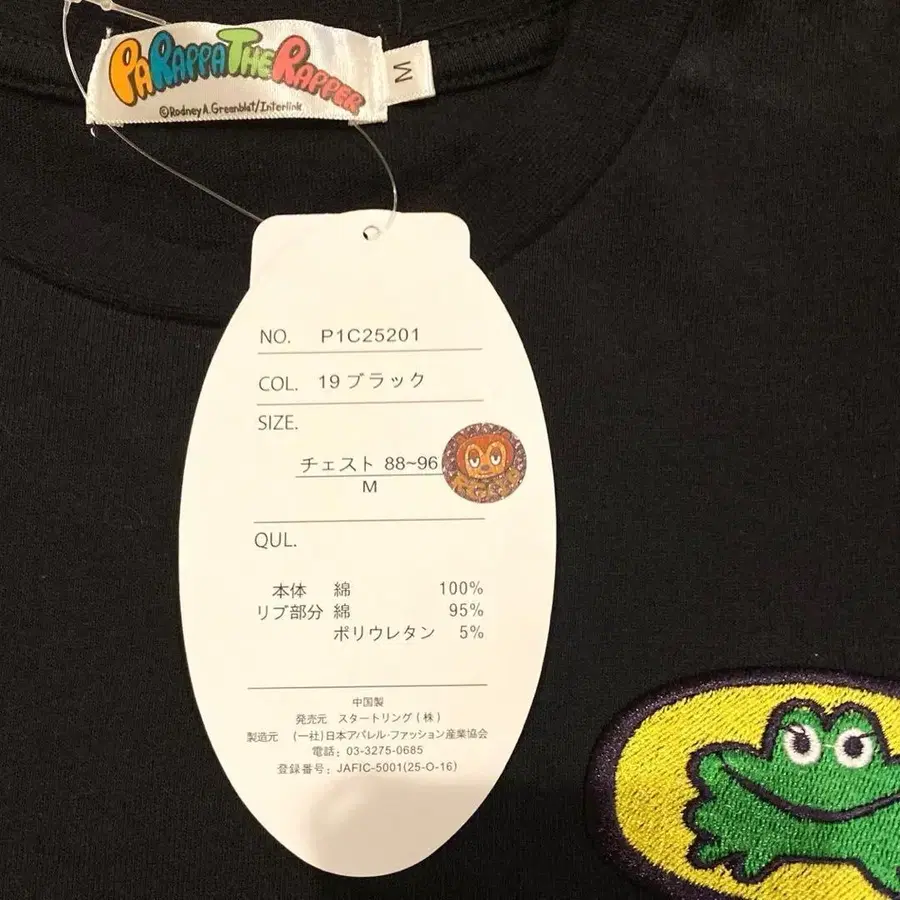 PARAPPA THE RAPPER
M
©Rodney A. Greenblat/Interlink
NO. P1C25201
COL. 19ブラック
SIZE.
チェスト 88~96
M
QUL.
本体 綿 100%
リブ部分 綿 95%
ポリウレタン 5%
中国製
発売元 スタートリング(株)
製造元 (一社)日本アパレル・ファッション産業協会
電話: 03-3275-0685
登録番号: JAFIC-5001(25-O-16)